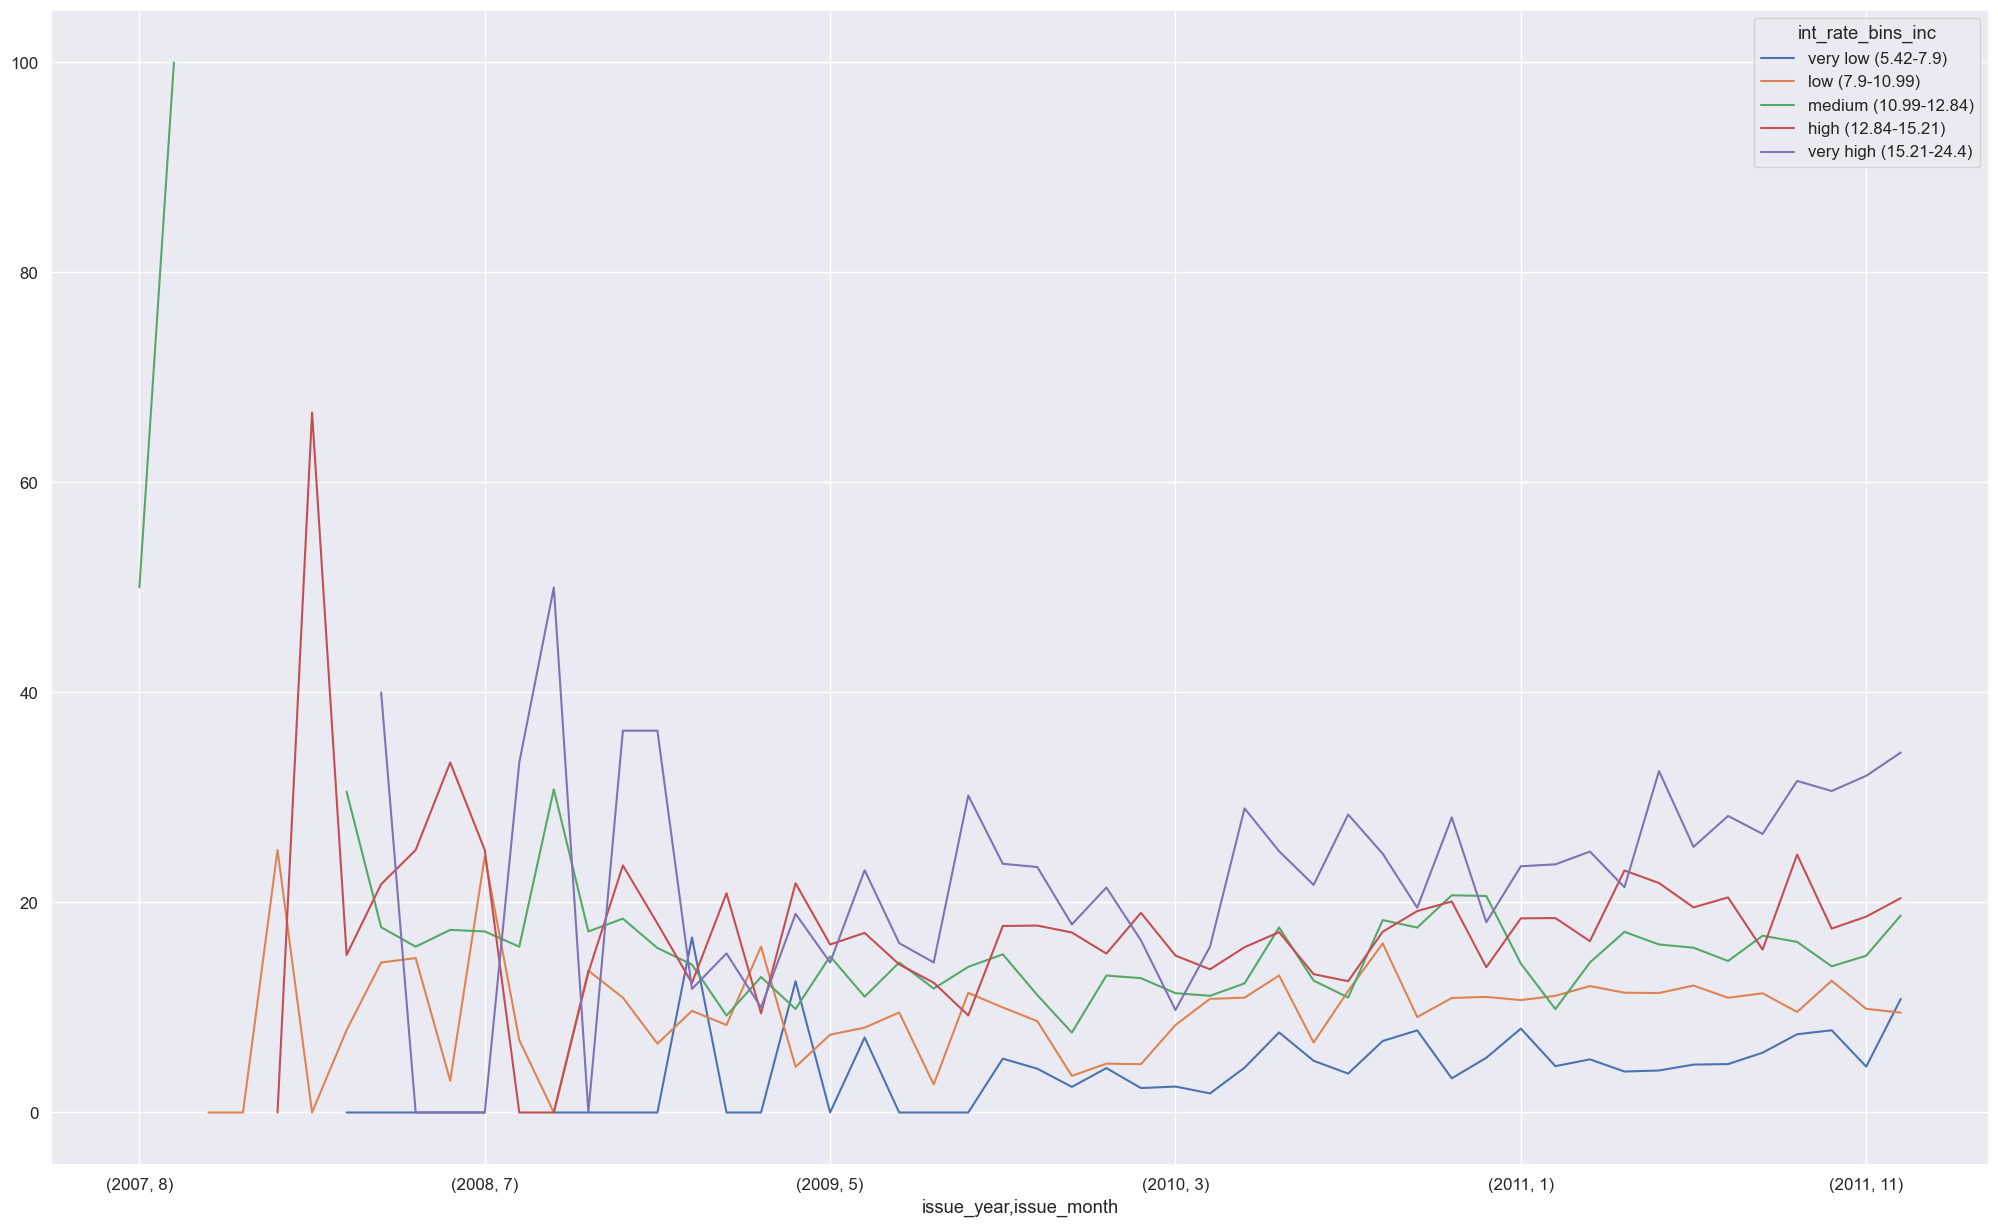 int_rate_bins_inc
very low (5.42-7.9)
low (7.9-10.99)
medium (10.99-12.84)
high (12.84-15.21)
very high (15.21-24.4)
100
80
60
40
20
0
(2007, 8)
(2008, 7)
(2009, 5)
(2010, 3)
(2011, 1)
(2011, 11)
issue_year,issue_month